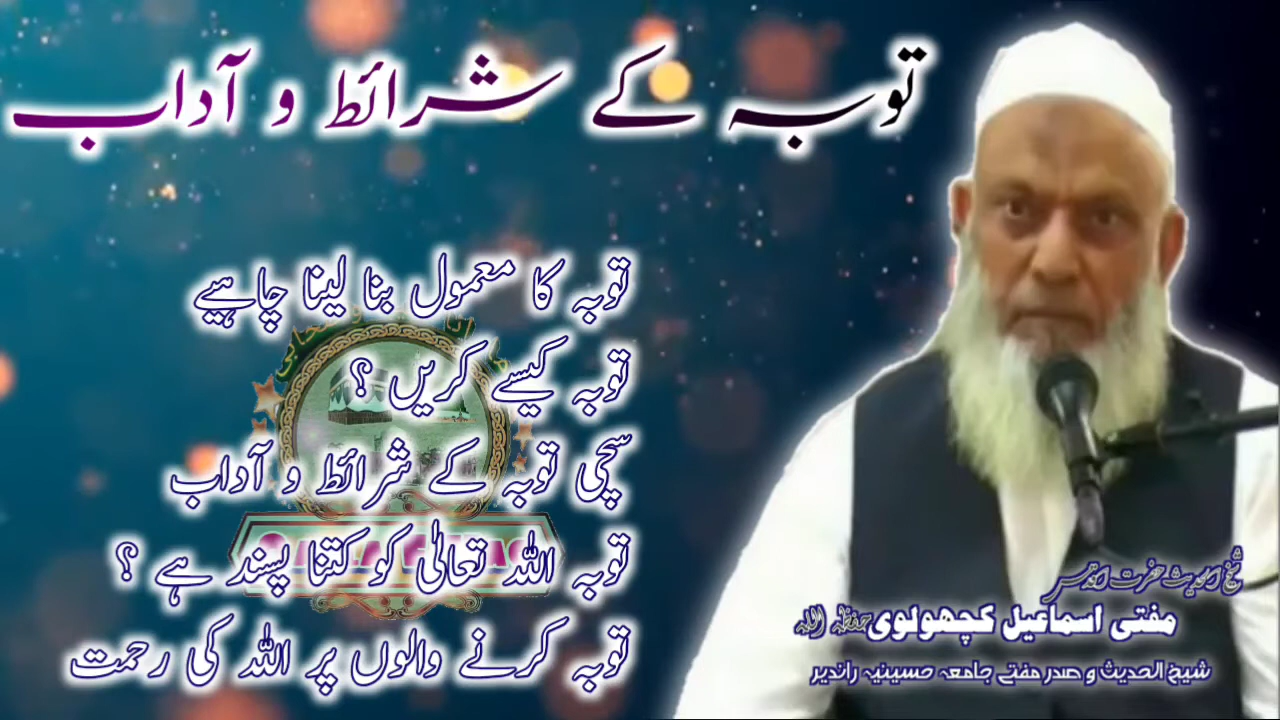 توبہ کے شرائط و آداب
توبہ کا معمول بنا لینا چاہیے
توبہ کیسے کریں ؟
سچی توبہ کے شرائط و آداب
توبہ اللہ تعالیٰ کو کتنا پسند ہے ؟
توبہ کرنے والوں پر اللہ کی رحمت
شیخ الحدیث حضرت اقدس
مفتی اسماعیل کچھولوی حفظہ اللہ
شیخ الحدیث و صدر مفتی جامعہ حسینیہ راندیر